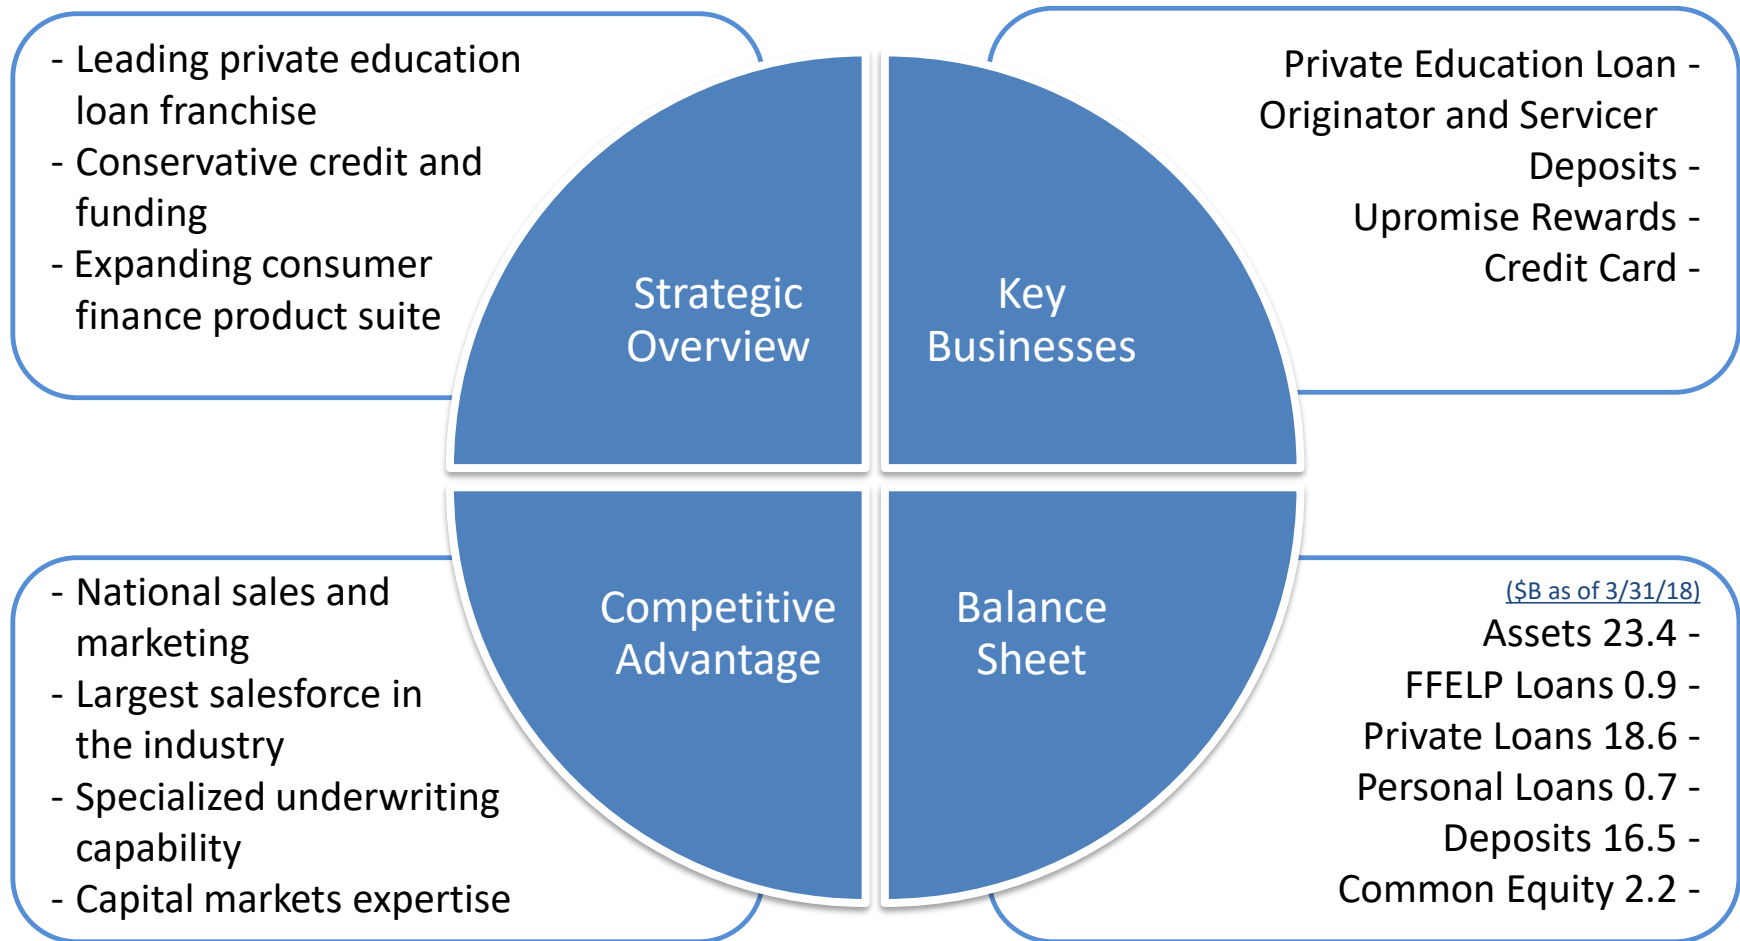 - Leading private education
loan franchise
- Conservative credit and
funding
- Expanding consumer
finance product suite
Strategic
Overview
Key
Businesses
Private Education Loan -
Originator and Servicer
Deposits -
Upromise Rewards -
Credit Card -
- National sales and
marketing
- Largest salesforce in
the industry
- Specialized underwriting
capability
- Capital markets expertise
Competitive
Advantage
Balance
Sheet
($B as of 3/31/18)
Assets 23.4 -
FFELP Loans 0.9 -
Private Loans 18.6 -
Personal Loans 0.7 -
Deposits 16.5 -
Common Equity 2.2 -